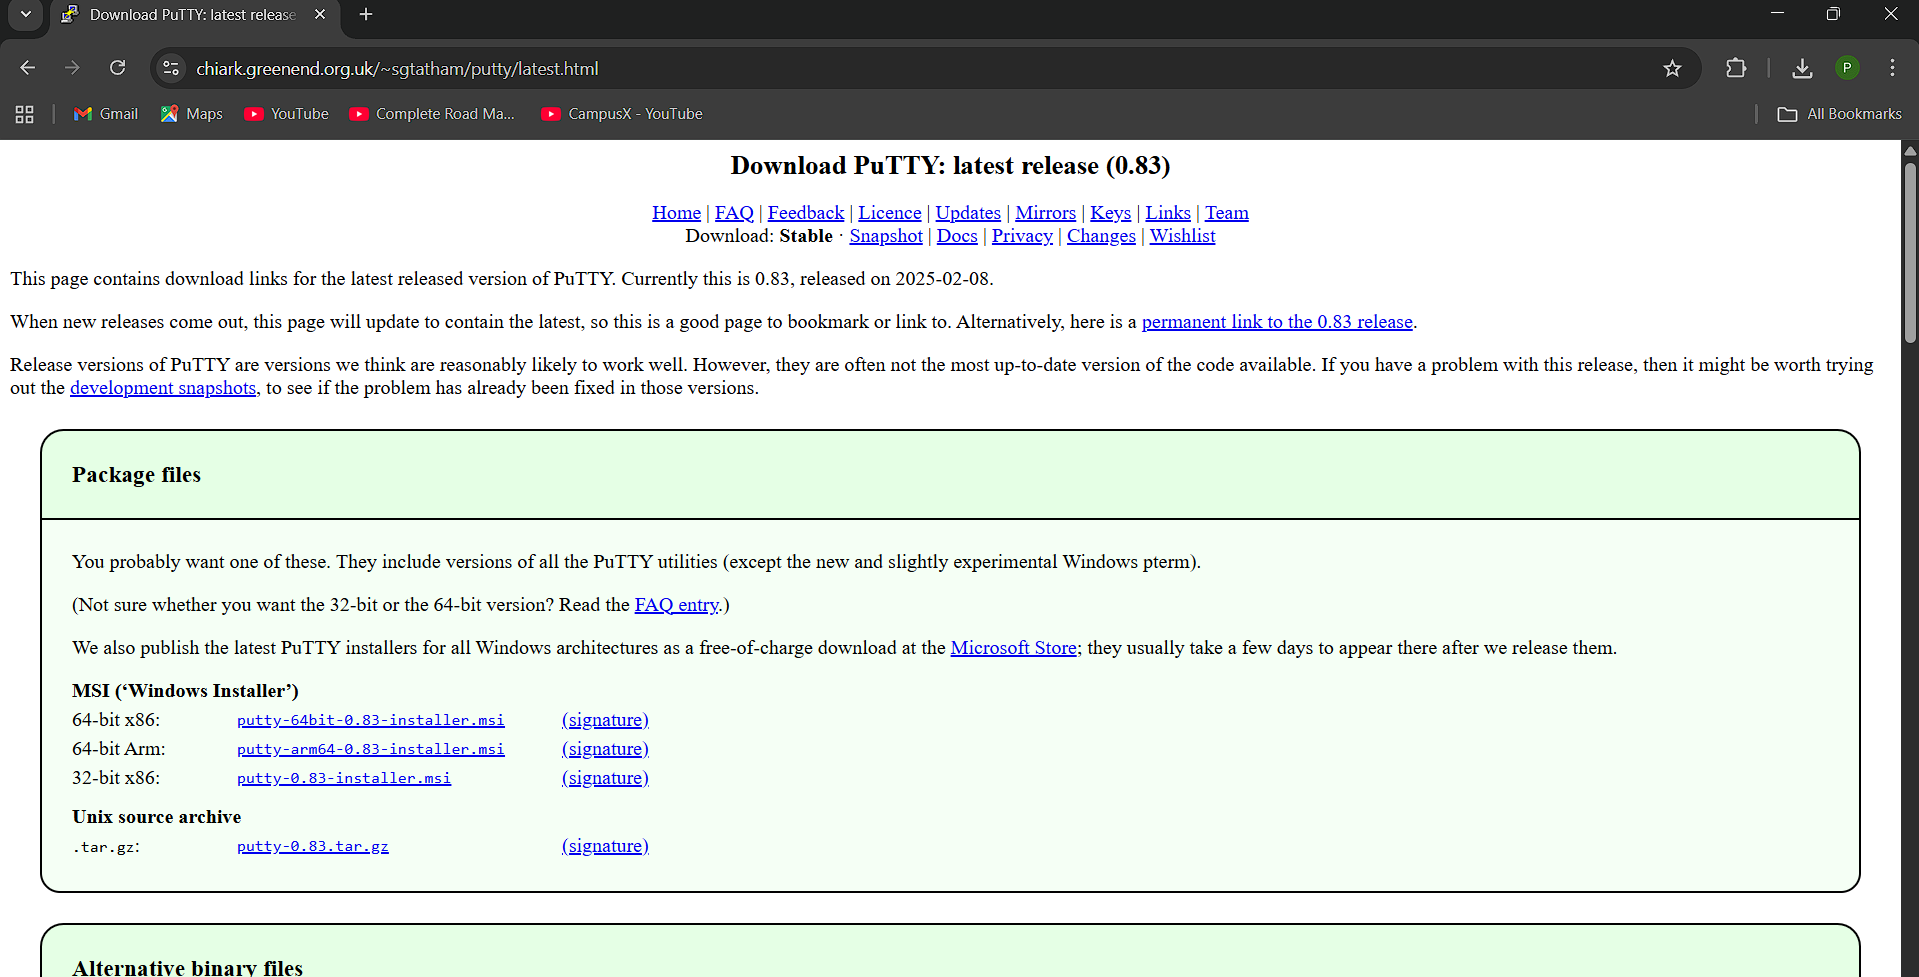 Download PuTTY: latest release
chiark.greenend.org.uk/~sgtatham/putty/latest.html
P
Gmail
Maps
YouTube
Complete Road Ma...
CampusX - YouTube
All Bookmarks
Download PuTTY: latest release (0.83)
Home | FAQ | Feedback | Licence | Updates | Mirrors | Keys | Links | Team
Download: Stable · Snapshot | Docs | Privacy | Changes | Wishlist
This page contains download links for the latest released version of PuTTY. Currently this is 0.83, released on 2025-02-08.
When new releases come out, this page will update to contain the latest, so this is a good page to bookmark or link to. Alternatively, here is a permanent link to the 0.83 release.
Release versions of PuTTY are versions we think are reasonably likely to work well. However, they are often not the most up-to-date version of the code available. If you have a problem with this release, then it might be worth trying
out the development snapshots, to see if the problem has already been fixed in those versions.
Package files
You probably want one of these. They include versions of all the PuTTY utilities (except the new and slightly experimental Windows pterm).
(Not sure whether you want the 32-bit or the 64-bit version? Read the FAQ entry.)
We also publish the latest PuTTY installers for all Windows architectures as a free-of-charge download at the Microsoft Store; they usually take a few days to appear there after we release them.
MSI (‘Windows Installer’)
64-bit x86: putty-64bit-0.83-installer.msi (signature)
64-bit Arm: putty-arm64-0.83-installer.msi (signature)
32-bit x86: putty-0.83-installer.msi (signature)
Unix source archive
.tar.gz: putty-0.83.tar.gz (signature)
Alternative binary files